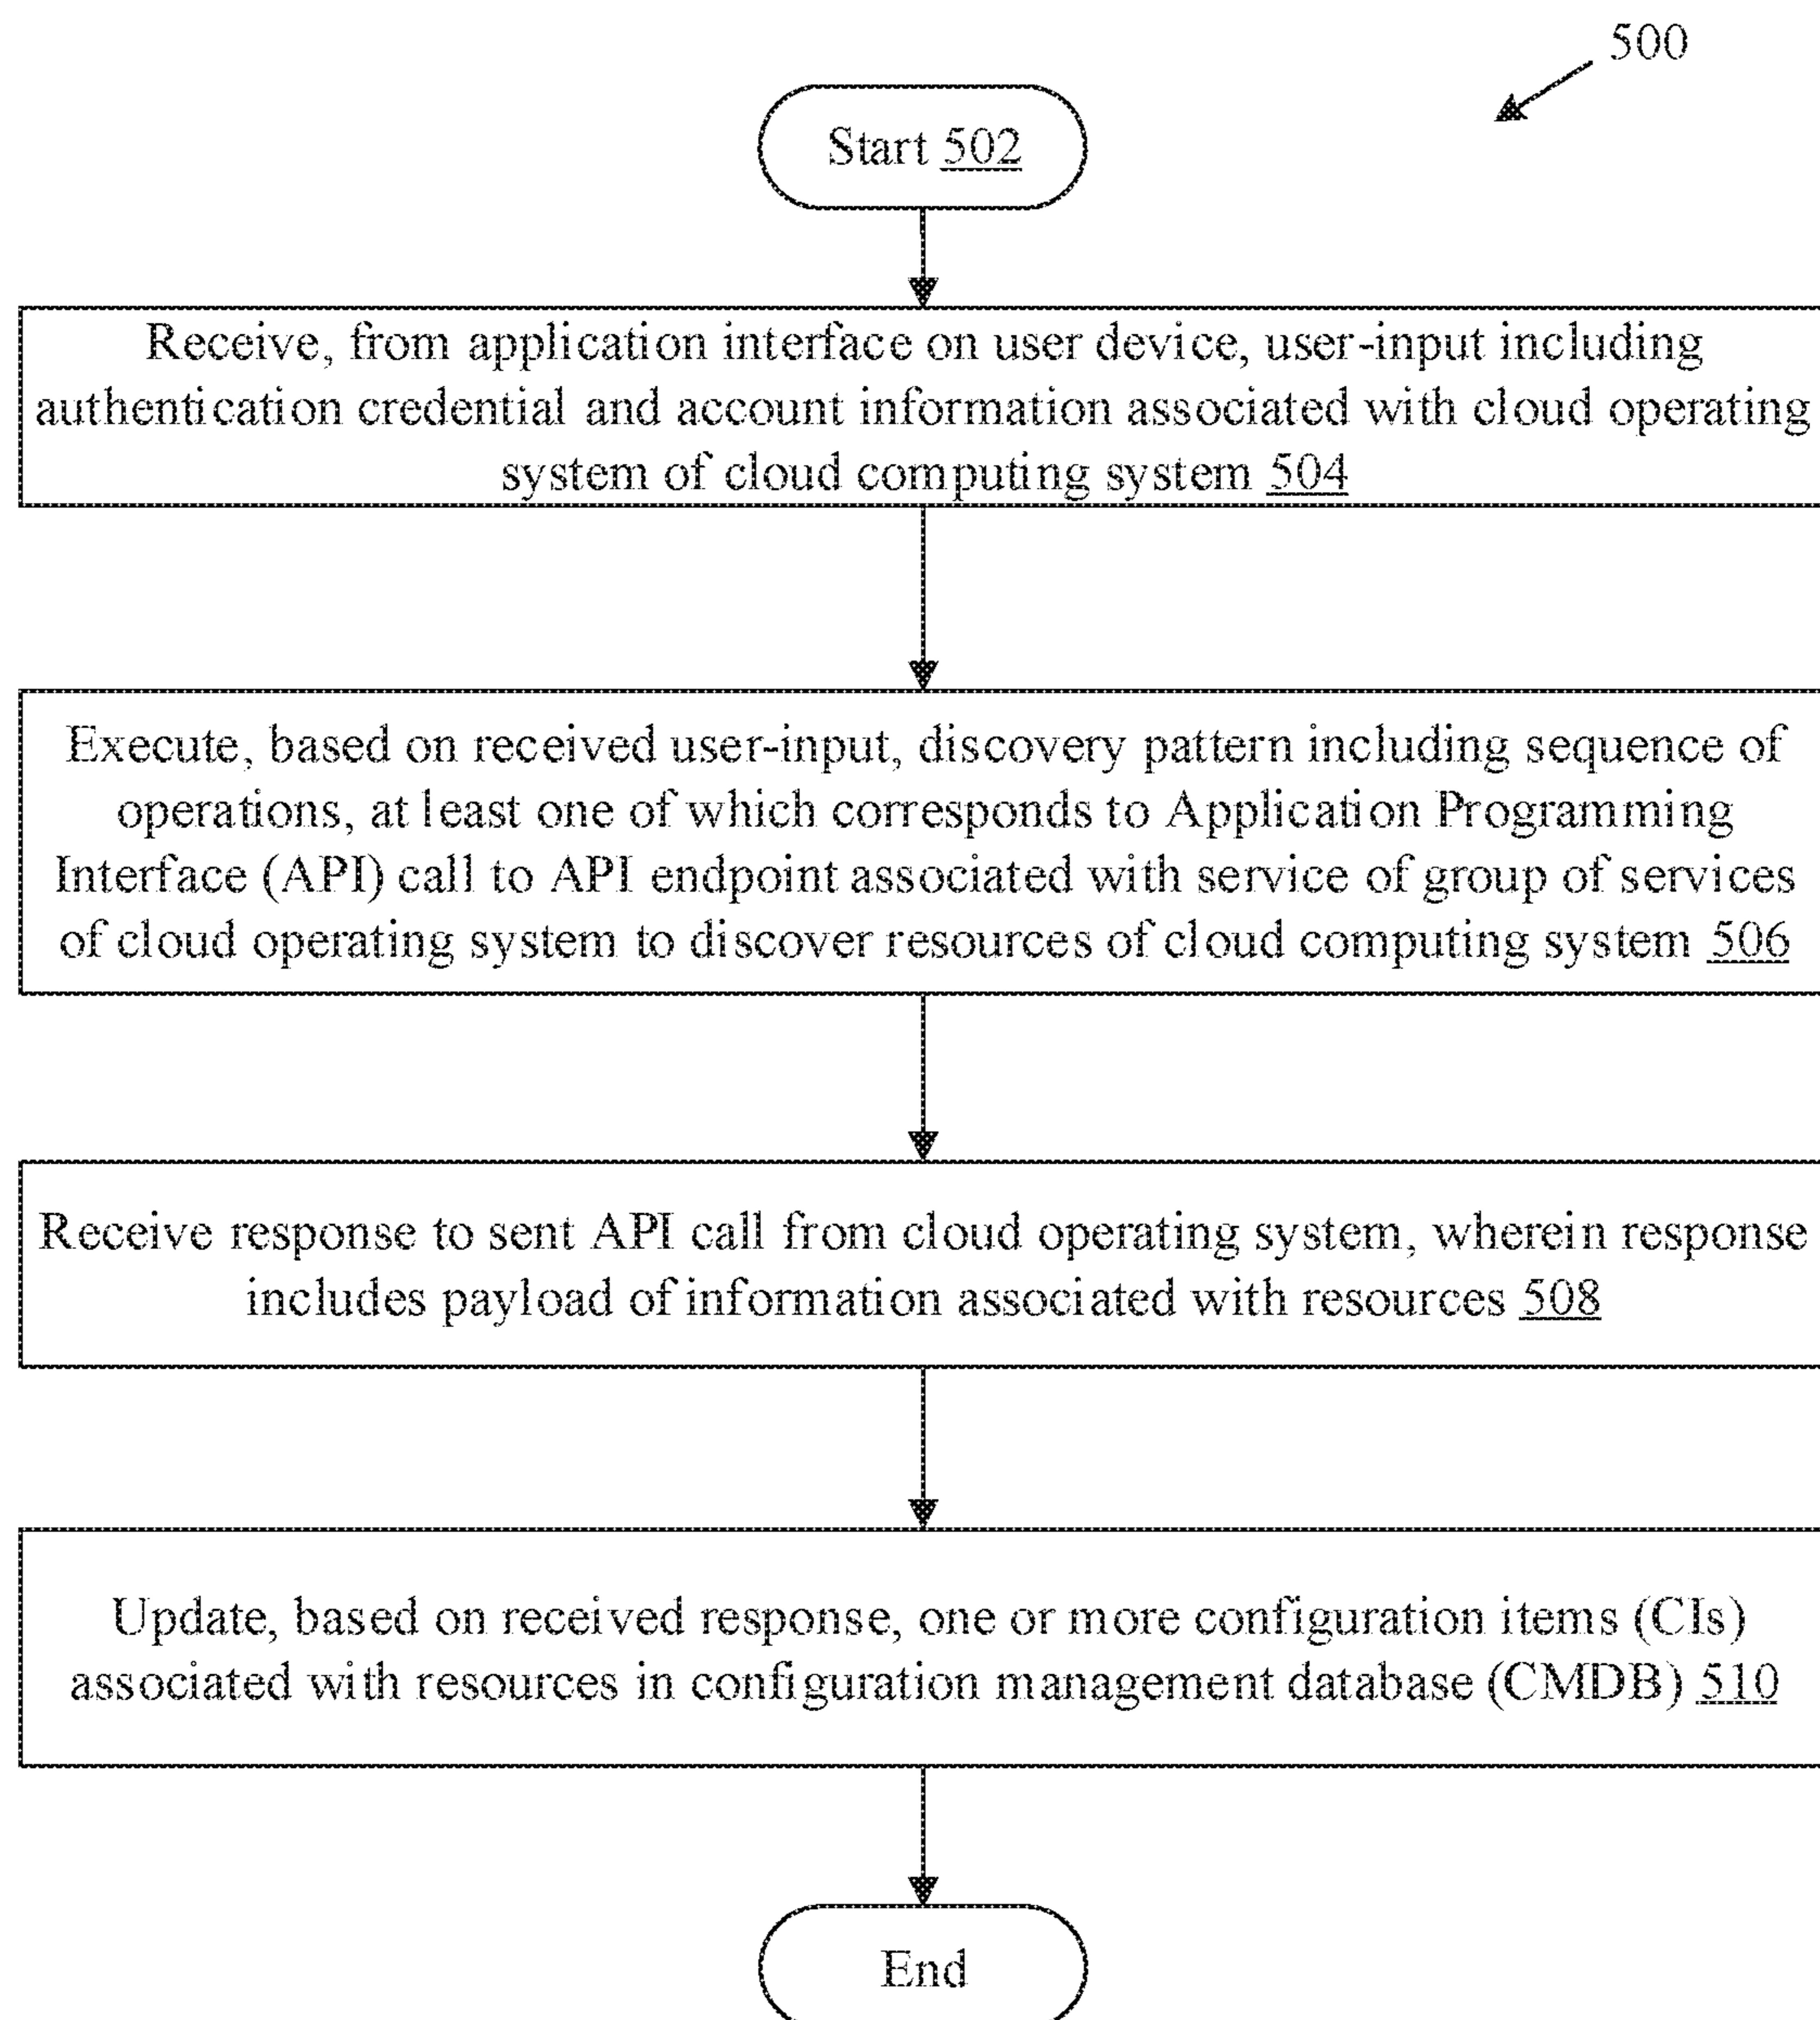 500
Start 502
Receive, from application interface on user device, user-input including
authentication credential and account information associated with cloud operating
system of cloud computing system 504
Execute, based on received user-input, discovery pattern including sequence of
operations, at least one of which corresponds to Application Programming
Interface (API) call to API endpoint associated with service of group of services
of cloud operating system to discover resources of cloud computing system 506
Receive response to sent API call from cloud operating system, wherein response
includes payload of information associated with resources 508
Update, based on received response, one or more configuration items (CIs)
associated with resources in configuration management database (CMDB) 510
End